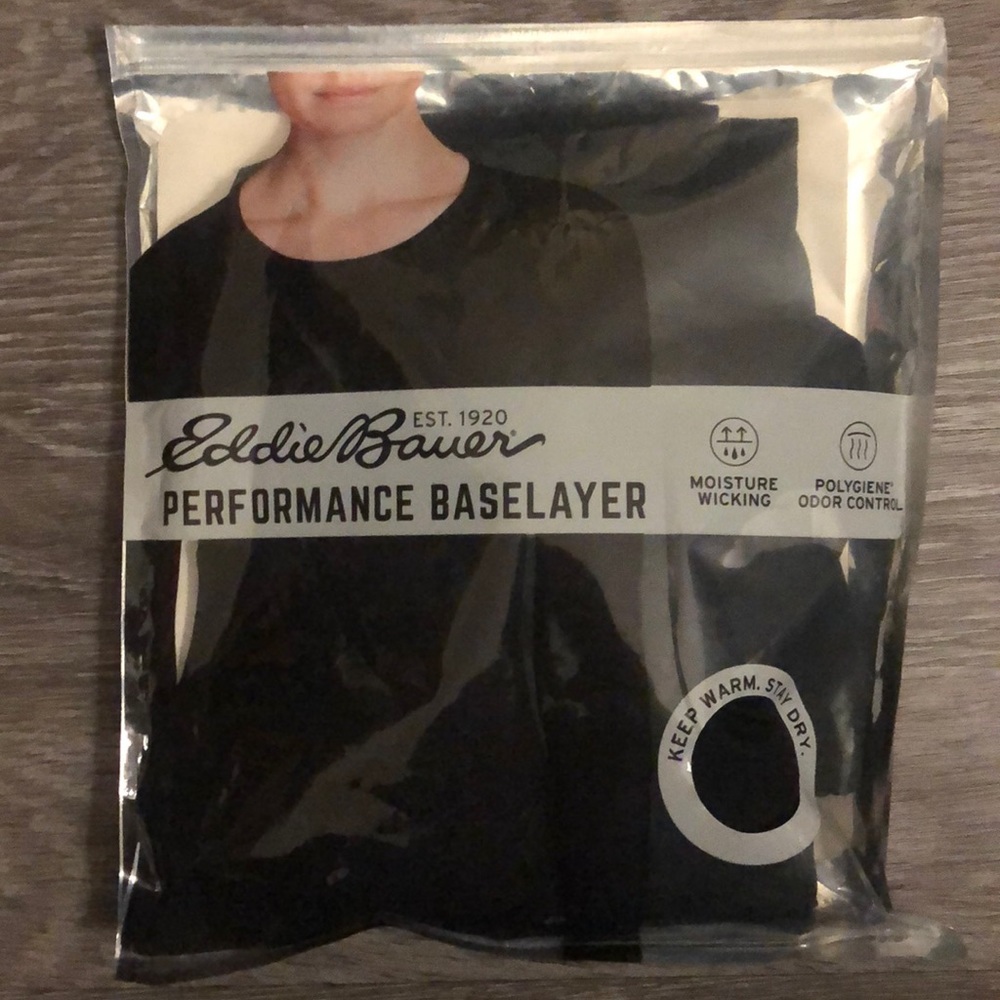 Eddie Bauer® EST. 1920
PERFORMANCE BASELAYER
MOISTURE
WICKING
POLYGIENE®
ODOR CONTROL
KEEP WARM. STAY DRY.